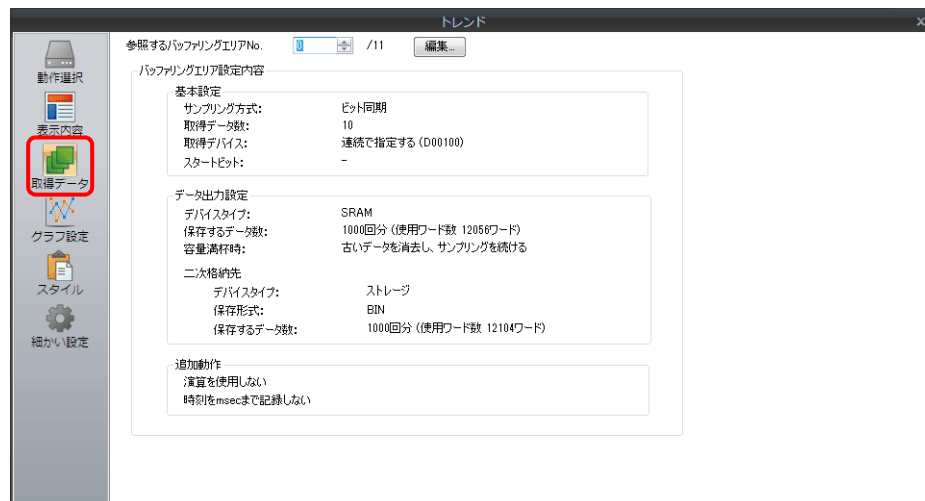 トレンド
x
動作選択
表示内容
取得データ
グラフ設定
スタイル
細かい設定
参照するバッファリングエリアNo. 0 /11 編集...
バッファリングエリア設定内容
基本設定
サンプリング方式: ビット同期
取得データ数: 10
取得デバイス: 連続で指定する (D00100)
スタートビット: -
データ出力設定
デバイスタイプ: SRAM
保存するデータ数: 1000回分 (使用ワード数 12056ワード)
容量満杯時: 古いデータを消去し、サンプリングを続ける
二次格納先
デバイスタイプ: ストレージ
保存形式: BIN
保存するデータ数: 1000回分 (使用ワード数 12104ワード)
追加動作
演算を使用しない
時刻をmsecまで記録しない